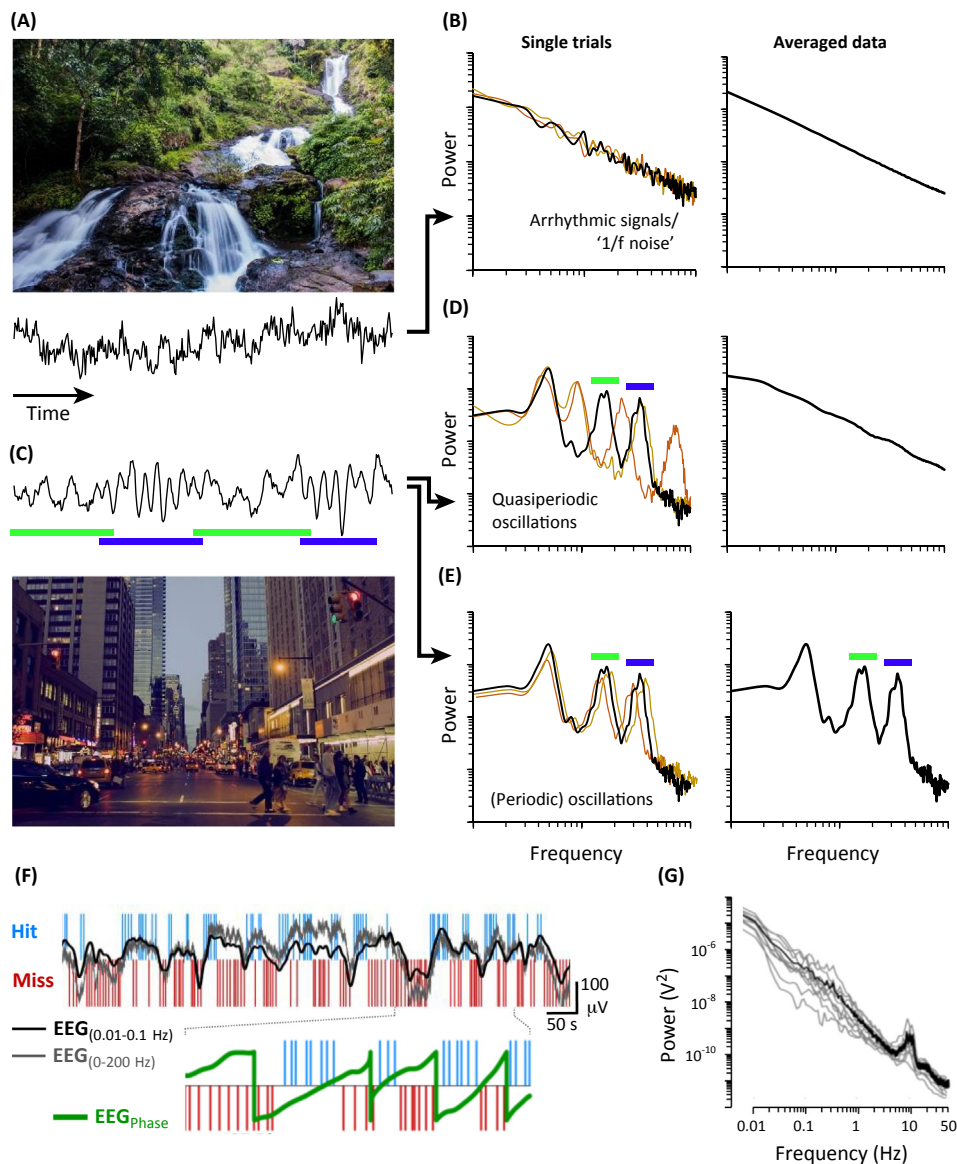 (A)
(B)
Single trials
Averaged data
Power
Arrhythmic signals/
‘1/f noise’
Time
(D)
Power
Quasiperiodic
oscillations
(C)
(E)
Power
(Periodic) oscillations
Frequency
Frequency
(F)
Hit
Miss
100
μV
50 s
EEG(0.01-0.1 Hz)
EEG(0-200 Hz)
EEGPhase
(G)
Power (V²)
10⁻⁶
10⁻⁸
10⁻¹⁰
0.01
0.1
1
10
50
Frequency (Hz)